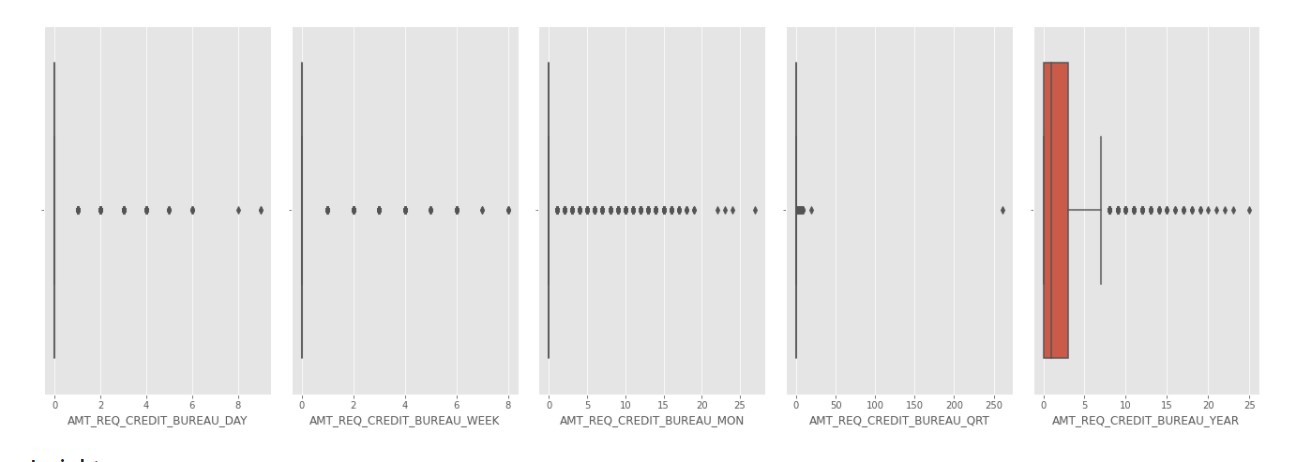 0 2 4 6 8
AMT_REQ_CREDIT_BUREAU_DAY
0 2 4 6 8
AMT_REQ_CREDIT_BUREAU_WEEK
0 5 10 15 20 25
AMT_REQ_CREDIT_BUREAU_MON
0 50 100 150 200 250
AMT_REQ_CREDIT_BUREAU_QRT
0 5 10 15 20 25
AMT_REQ_CREDIT_BUREAU_YEAR